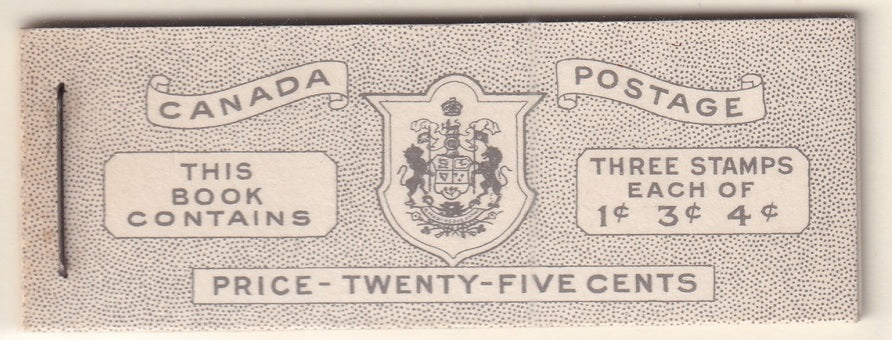 CANADA
POSTAGE
THIS
BOOK
CONTAINS
THREE STAMPS
EACH OF
1¢ 3¢ 4¢
PRICE - TWENTY-FIVE CENTS